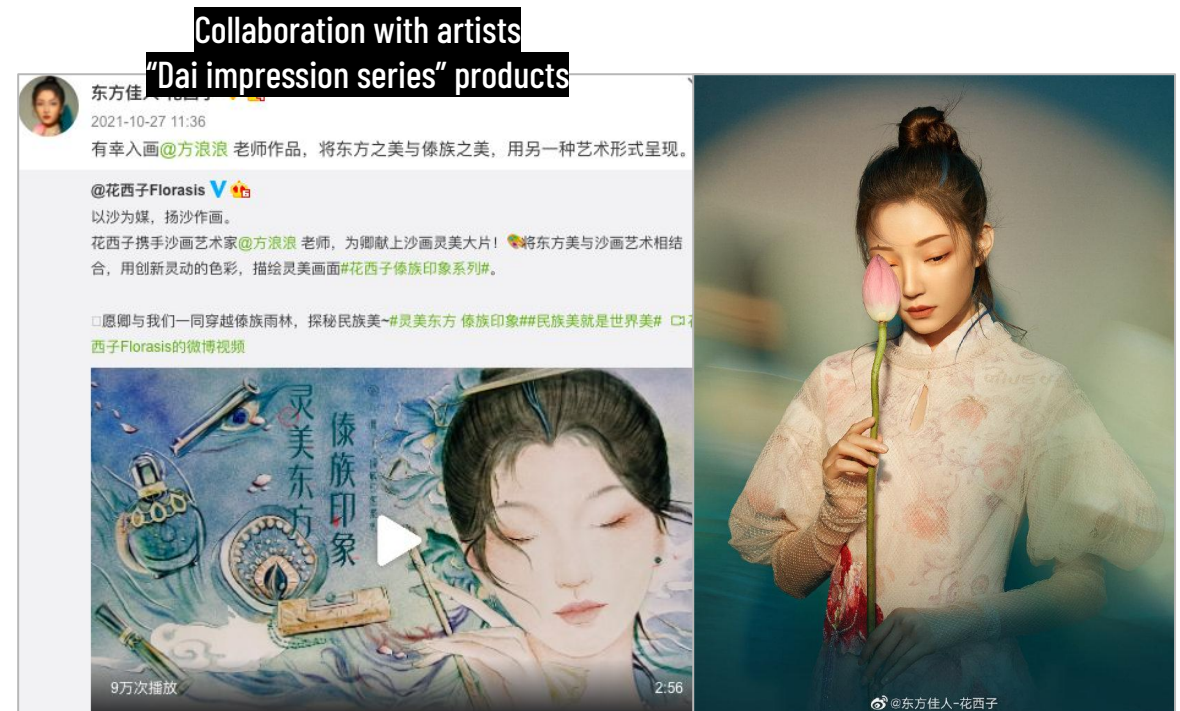 Collaboration with artists
“Dai impression series” products
东方佳人-花西子
2021-10-27 11:36
有幸入画@方浪浪 老师作品，将东方之美与傣族之美，用另一种艺术形式呈现。
@花西子Florasis
以沙为媒，扬沙作画。
花西子携手沙画艺术家@方浪浪 老师，为卿献上沙画灵美大片！将东方美与沙画艺术相结
合，用创新灵动的色彩，描绘灵美画面#花西子傣族印象系列#。
愿卿与我们一同穿越傣族雨林，探秘民族美~#灵美东方 傣族印象##民族美就是世界美# 花
西子Florasis的微博视频
灵美东方
傣族印象
9万次播放
2:56
@东方佳人-花西子